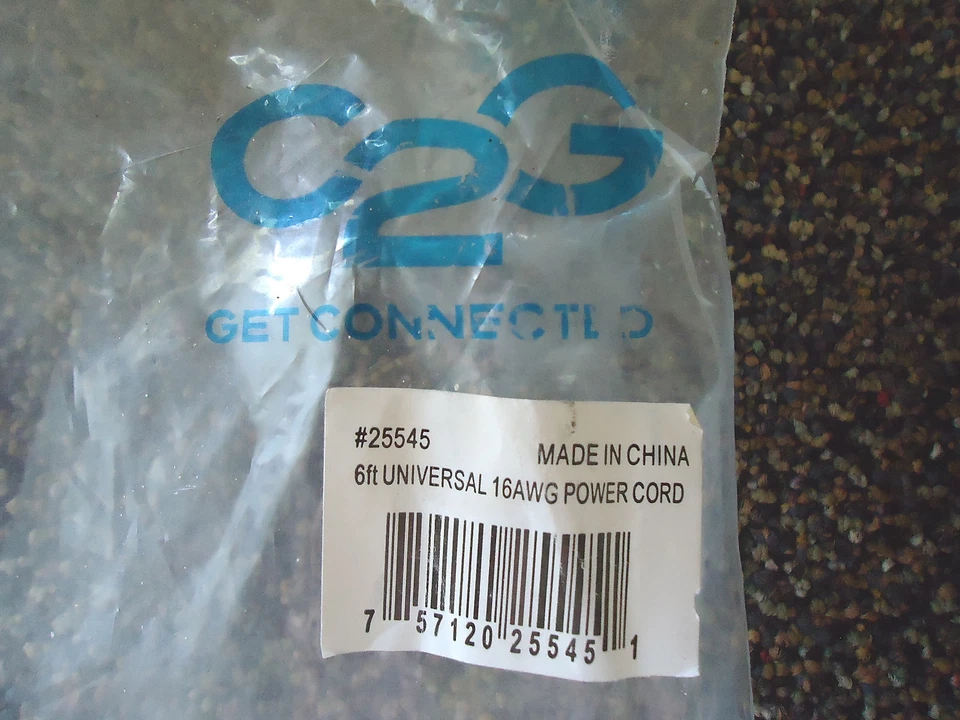 C2G
GET CONNECTED
#25545
MADE IN CHINA
6ft UNIVERSAL 16AWG POWER CORD
7 57120 25545 1